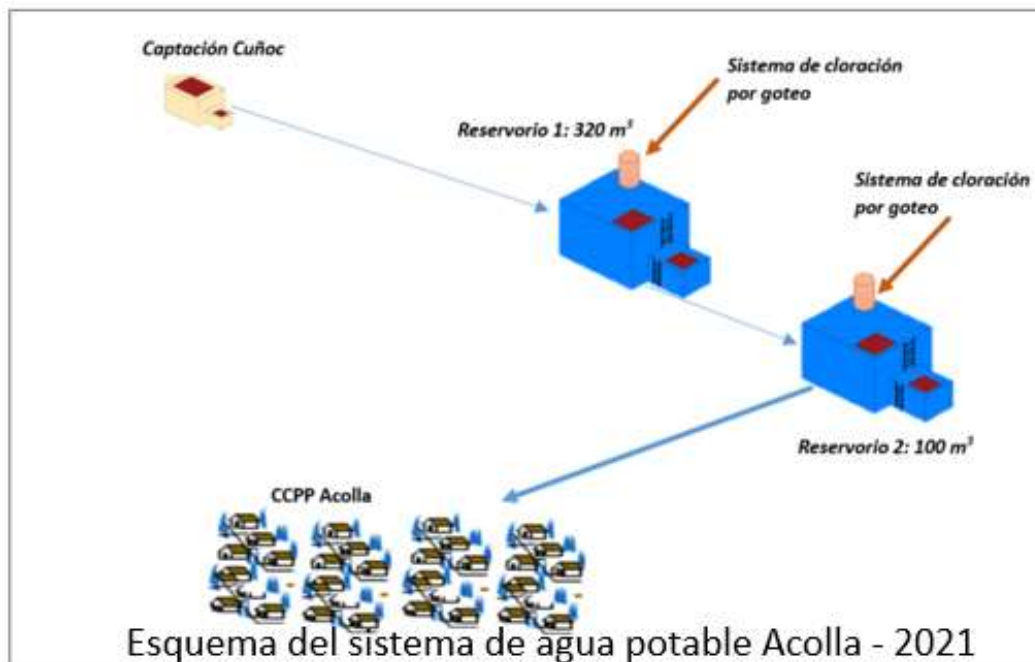 Captación Cuñoc
Sistema de cloración
por goteo
Reservorio 1: 320 m³
Sistema de cloración
por goteo
Reservorio 2: 100 m³
CCPP Acolla
Esquema del sistema de agua potable Acolla - 2021